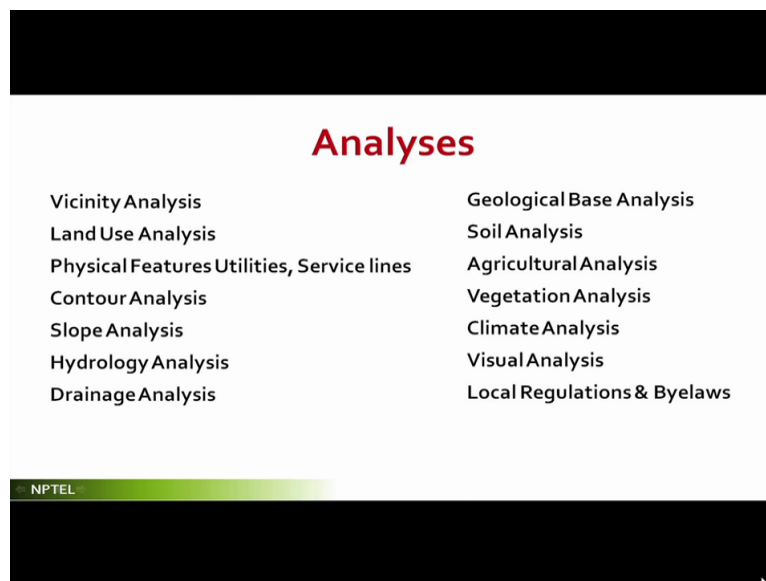 Analyses
Vicinity Analysis
Land Use Analysis
Physical Features Utilities, Service lines
Contour Analysis
Slope Analysis
Hydrology Analysis
Drainage Analysis
Geological Base Analysis
Soil Analysis
Agricultural Analysis
Vegetation Analysis
Climate Analysis
Visual Analysis
Local Regulations & Byelaws
NPTEL